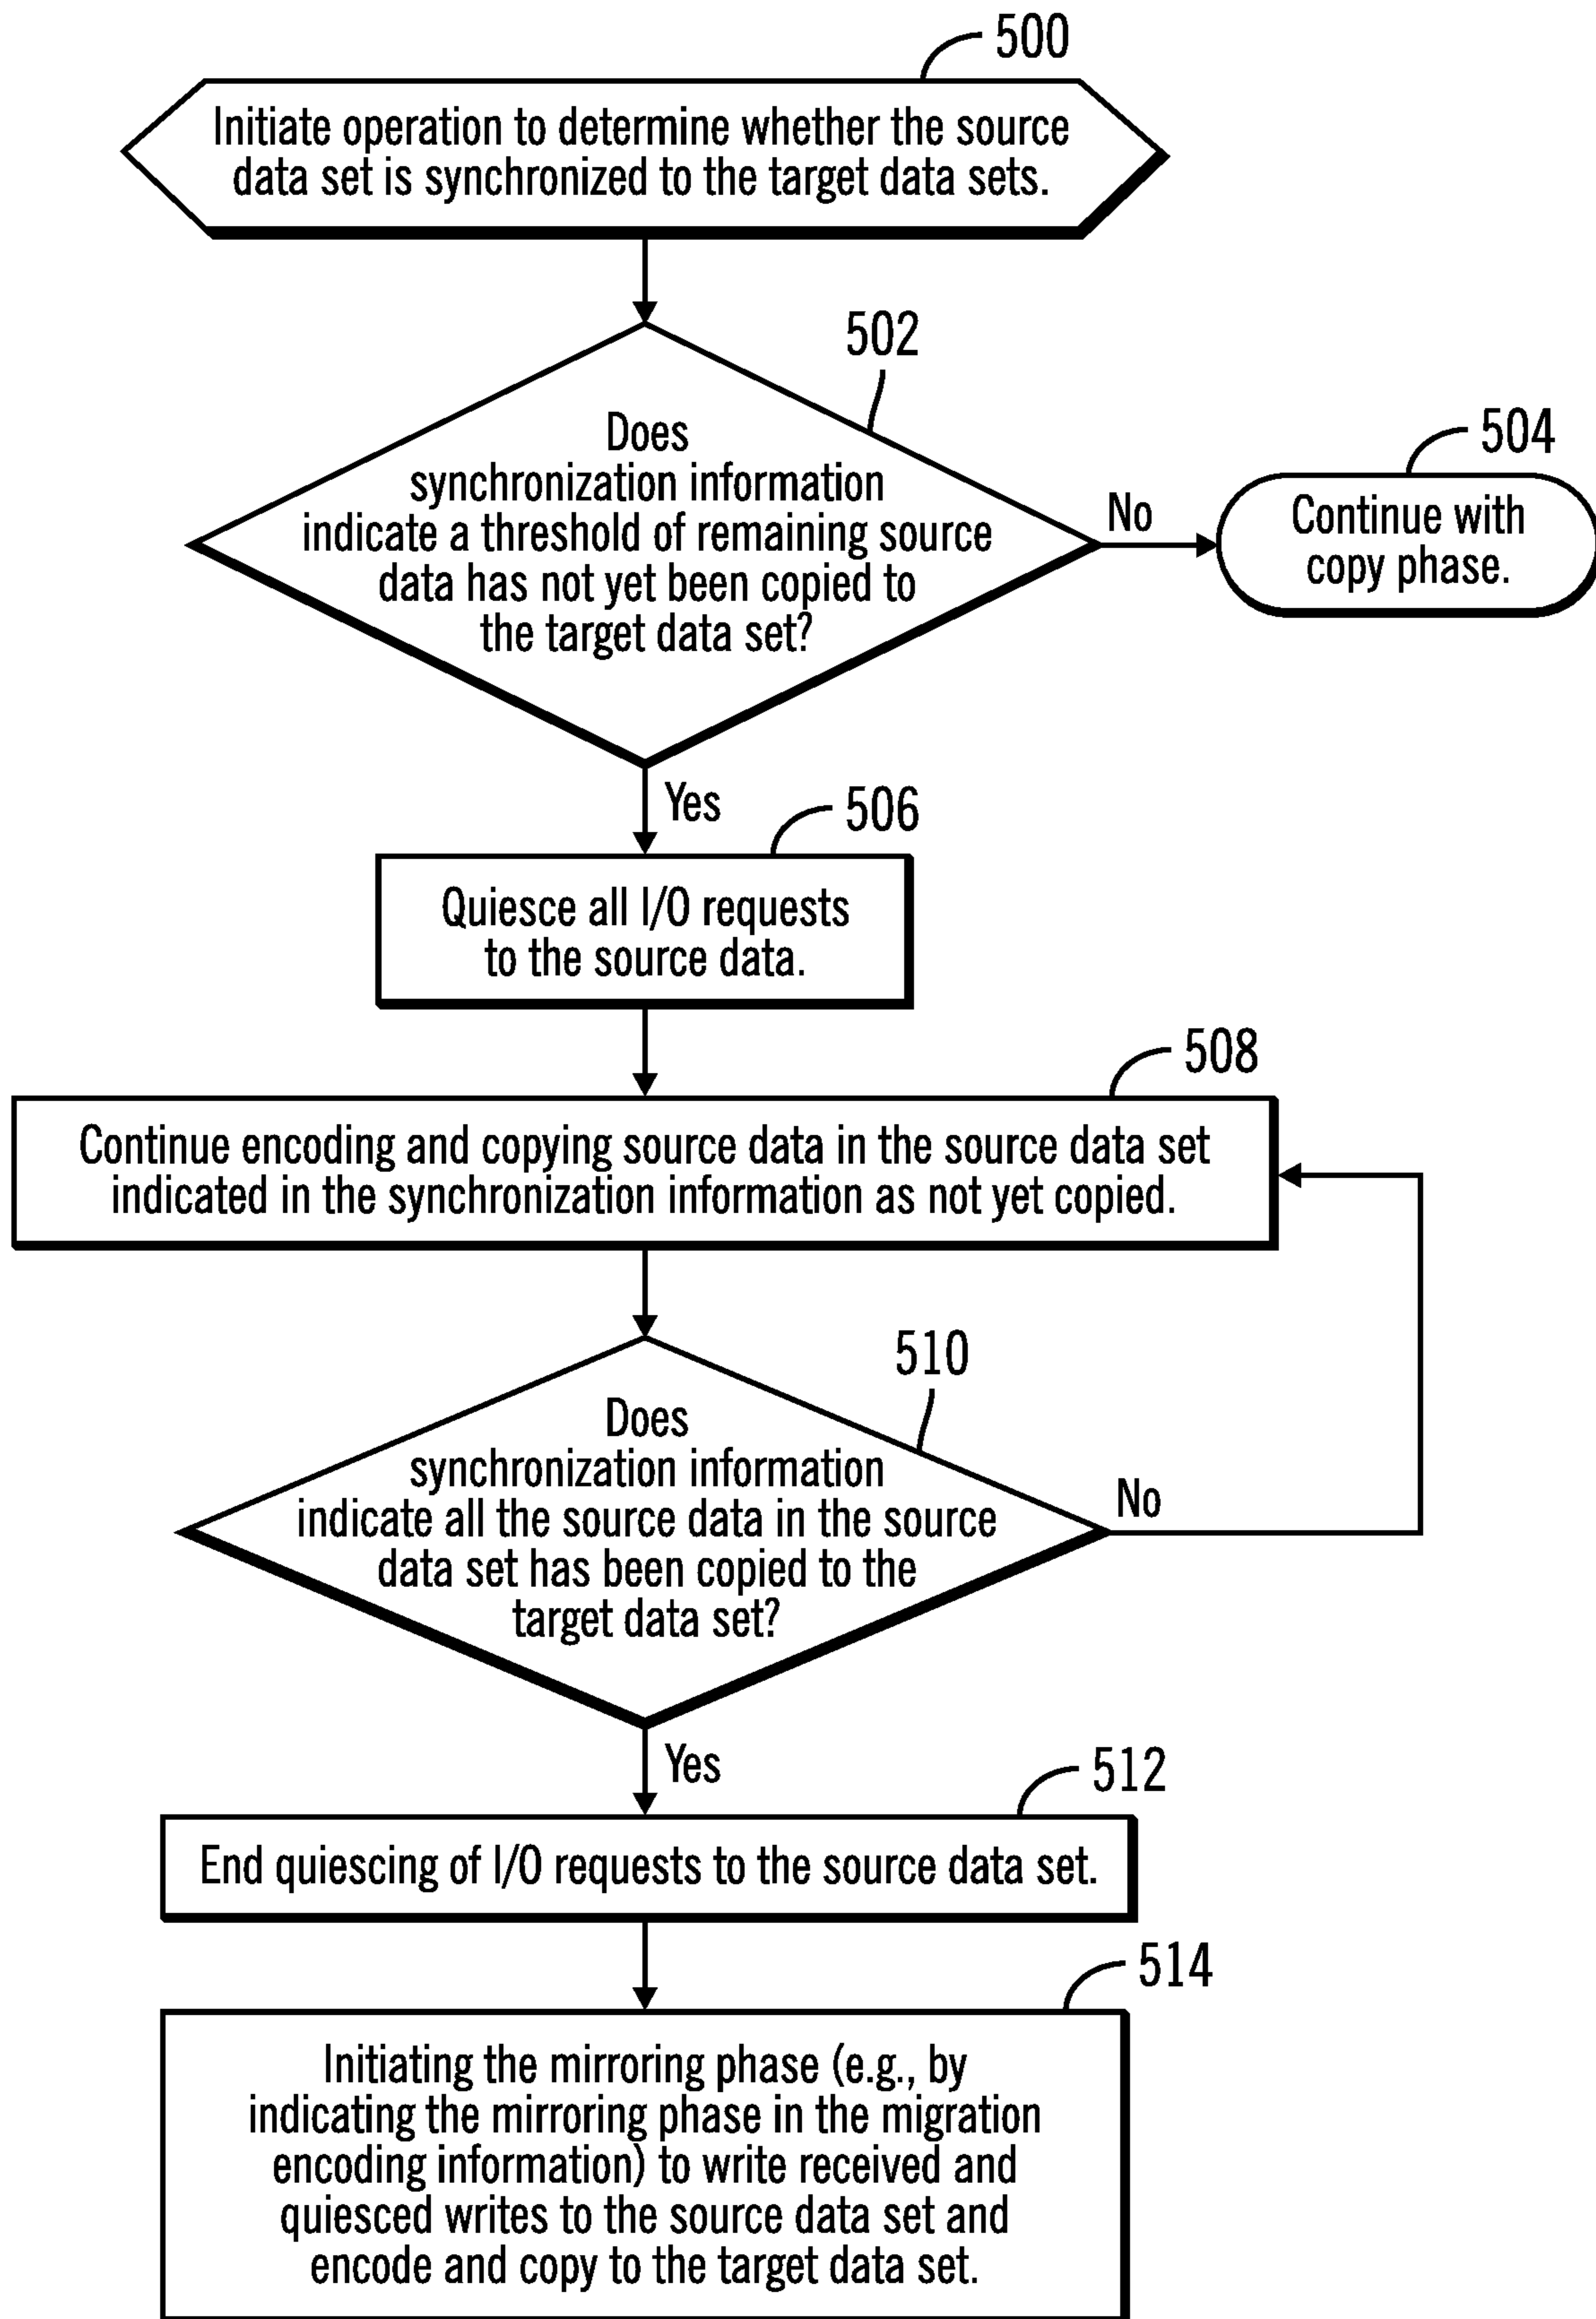 500
Initiate operation to determine whether the source
data set is synchronized to the target data sets.
502
Does
synchronization information
indicate a threshold of remaining source
data has not yet been copied to
the target data set?
No
504
Continue with
copy phase.
Yes
506
Quiesce all I/O requests
to the source data.
508
Continue encoding and copying source data in the source data set
indicated in the synchronization information as not yet copied.
510
Does
synchronization information
indicate all the source data in the source
data set has been copied to the
target data set?
No
Yes
512
End quiescing of I/O requests to the source data set.
514
Initiating the mirroring phase (e.g., by
indicating the mirroring phase in the migration
encoding information) to write received and
quiesced writes to the source data set and
encode and copy to the target data set.